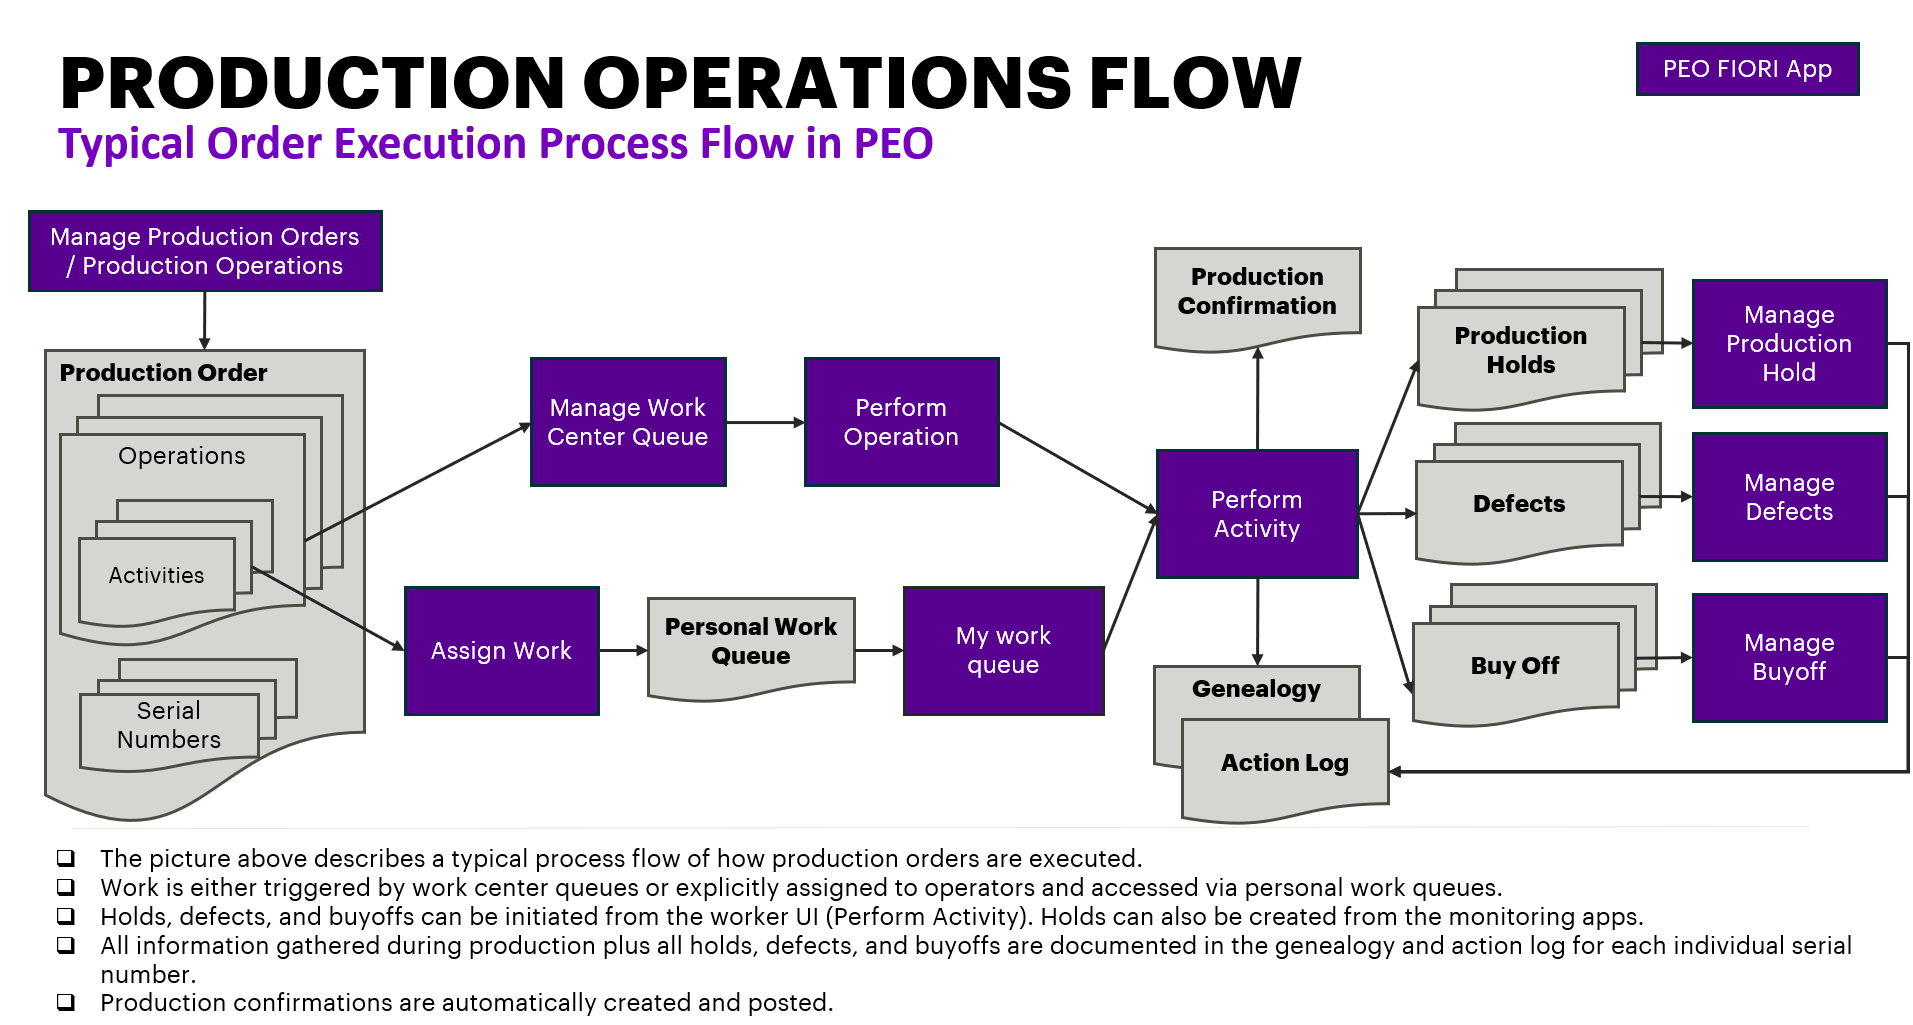 PRODUCTION OPERATIONS FLOW
PEO FIORI App
Typical Order Execution Process Flow in PEO
Manage Production Orders
/ Production Operations
Production Order
Operations
Activities
Serial
Numbers
Manage Work
Center Queue
Perform
Operation
Assign Work
Personal Work
Queue
My work
queue
Production
Confirmation
Perform
Activity
Genealogy
Action Log
Production
Holds
Manage
Production
Hold
Defects
Manage
Defects
Buy Off
Manage
Buyoff
❑ The picture above describes a typical process flow of how production orders are executed.
❑ Work is either triggered by work center queues or explicitly assigned to operators and accessed via personal work queues.
❑ Holds, defects, and buyoffs can be initiated from the worker UI (Perform Activity). Holds can also be created from the monitoring apps.
❑ All information gathered during production plus all holds, defects, and buyoffs are documented in the genealogy and action log for each individual serial
number.
❑ Production confirmations are automatically created and posted.